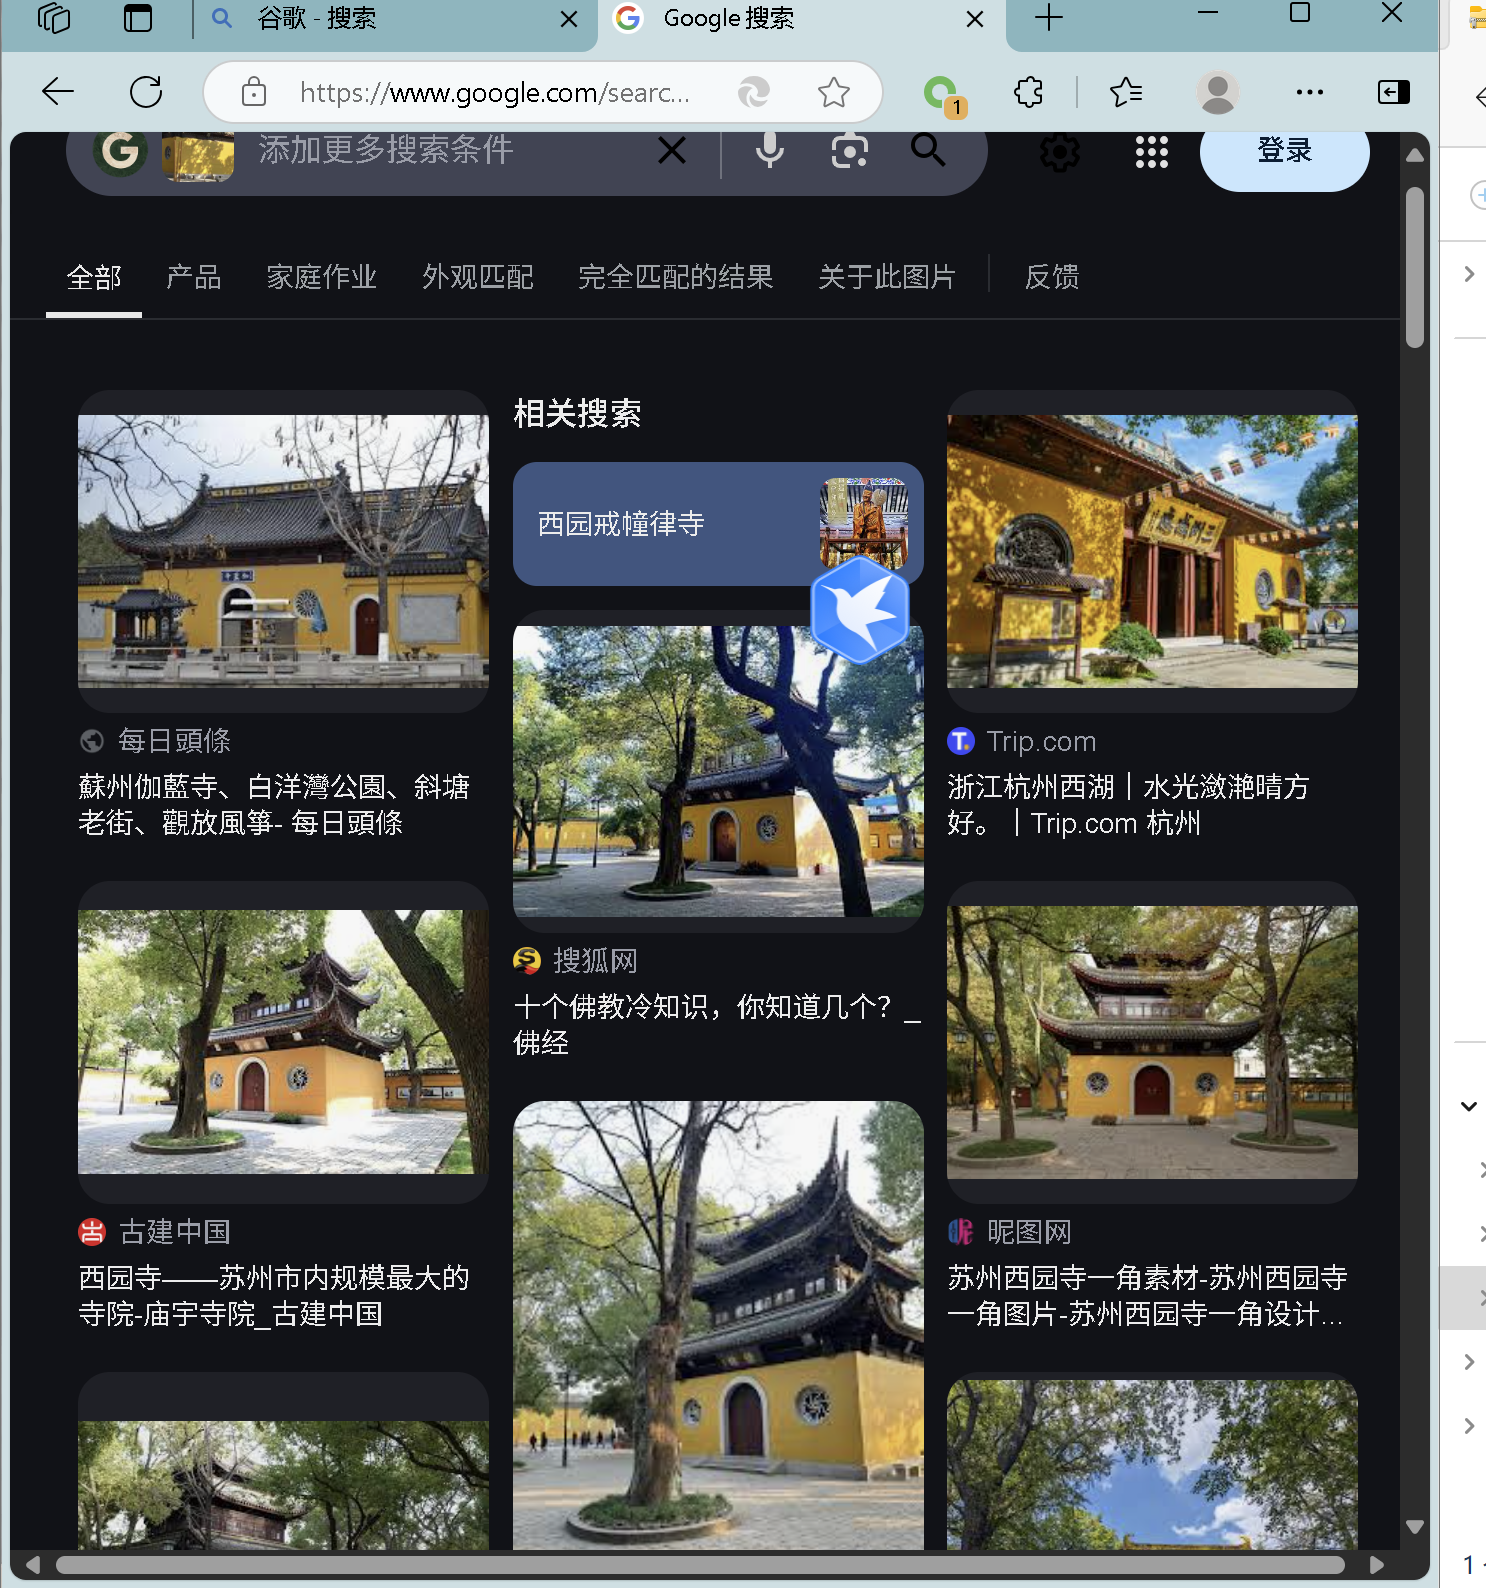 谷歌 - 搜索
Google 搜索
https://www.google.com/searc...
1
添加更多搜索条件
登录
全部
产品
家庭作业
外观匹配
完全匹配的结果
关于此图片
反馈
每日頭條
蘇州伽藍寺、白洋灣公園、斜塘
老街、觀放風箏- 每日頭條
古建中国
西园寺——苏州市内规模最大的
寺院-庙宇寺院_古建中国
相关搜索
西园戒幢律寺
搜狐网
十个佛教冷知识，你知道几个？_
佛经
Trip.com
浙江杭州西湖｜水光潋滟晴方
好。｜Trip.com 杭州
昵图网
苏州西园寺一角素材-苏州西园寺
一角图片-苏州西园寺一角设计...
1